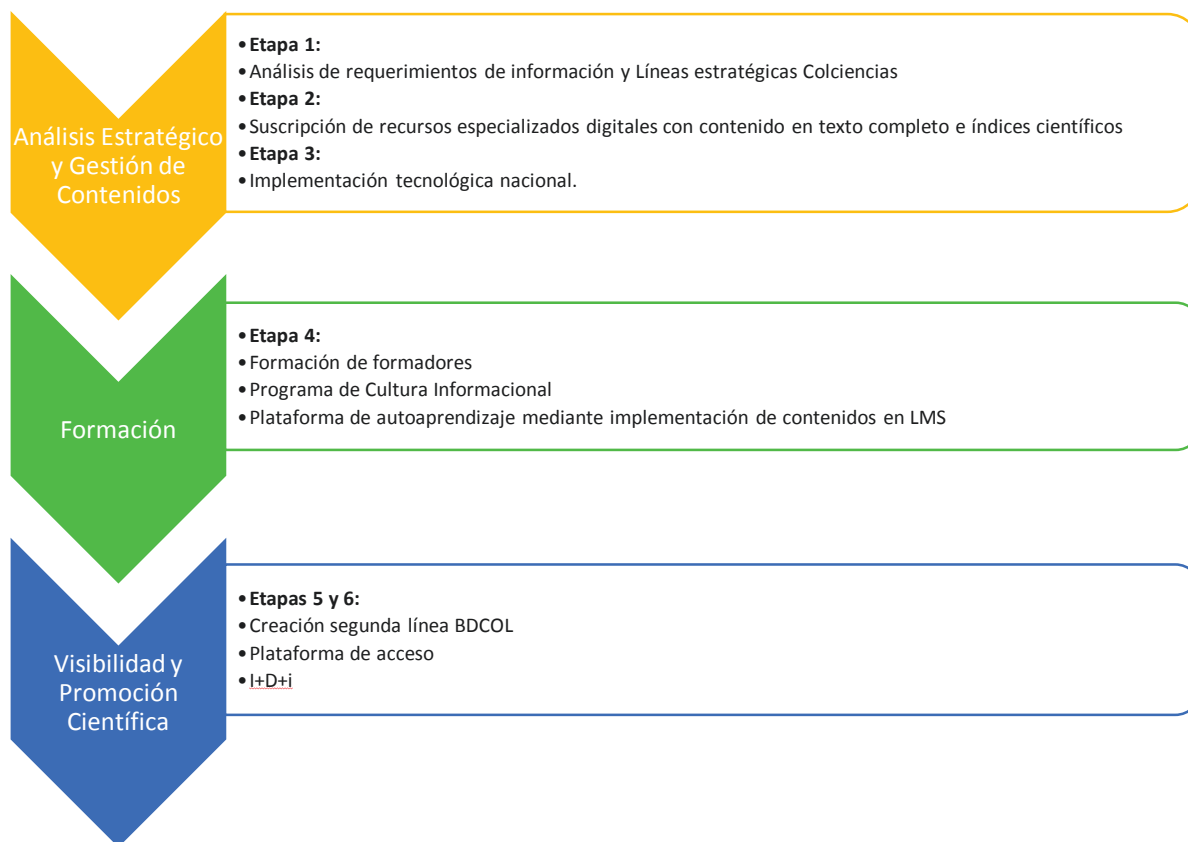 Análisis Estratégico
y Gestión de
Contenidos
•Etapa 1:
•Análisis de requerimientos de información y Líneas estratégicas Colciencias
•Etapa 2:
•Suscripción de recursos especializados digitales con contenido en texto completo e índices científicos
•Etapa 3:
•Implementación tecnológica nacional.
Formación
•Etapa 4:
•Formación de formadores
•Programa de Cultura Informacional
•Plataforma de autoaprendizaje mediante implementación de contenidos en LMS
Visibilidad y
Promoción
Científica
•Etapas 5 y 6:
•Creación segunda línea BDCOL
•Plataforma de acceso
•I+D+i